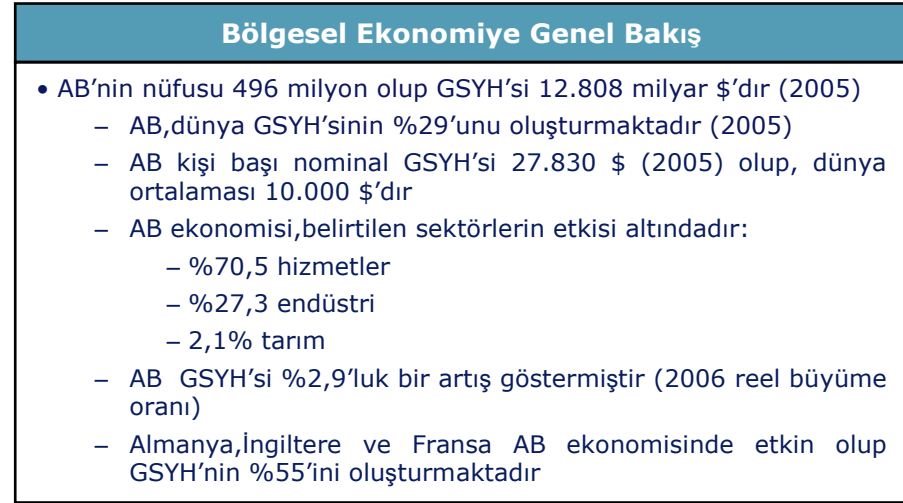 Bölgesel Ekonomiye Genel Bakış
• AB’nin nüfusu 496 milyon olup GSYH’si 12.808 milyar $’dır (2005)
– AB,dünya GSYH’sinin %29’unu oluşturmaktadır (2005)
– AB kişi başı nominal GSYH’si 27.830 $ (2005) olup, dünya
ortalaması 10.000 $’dır
– AB ekonomisi,belirtilen sektörlerin etkisi altındadır:
– %70,5 hizmetler
– %27,3 endüstri
– 2,1% tarım
– AB GSYH’si %2,9’luk bir artış göstermiştir (2006 reel büyüme
oranı)
– Almanya,İngiltere ve Fransa AB ekonomisinde etkin olup
GSYH’nin %55’ini oluşturmaktadır